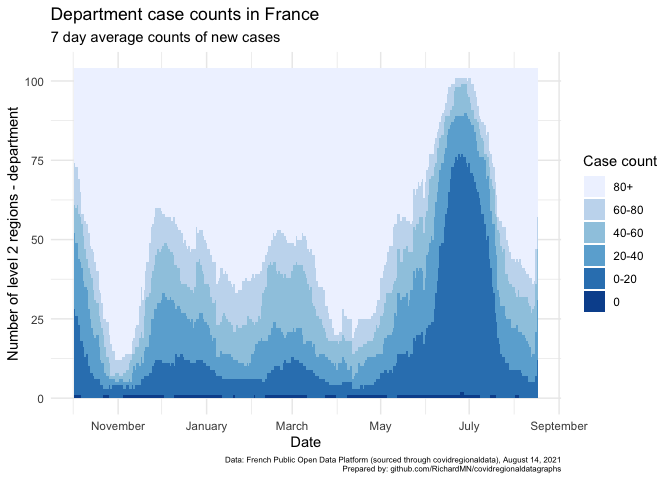 Department case counts in France
7 day average counts of new cases
Number of level 2 regions - department
100
75
50
25
0
November
January
March
May
July
September
Date
Case count
80+
60-80
40-60
20-40
0-20
0
Data: French Public Open Data Platform (sourced through covidregionaldata), August 14, 2021
Prepared by: github.com/RichardMN/covidregionaldatagraphs